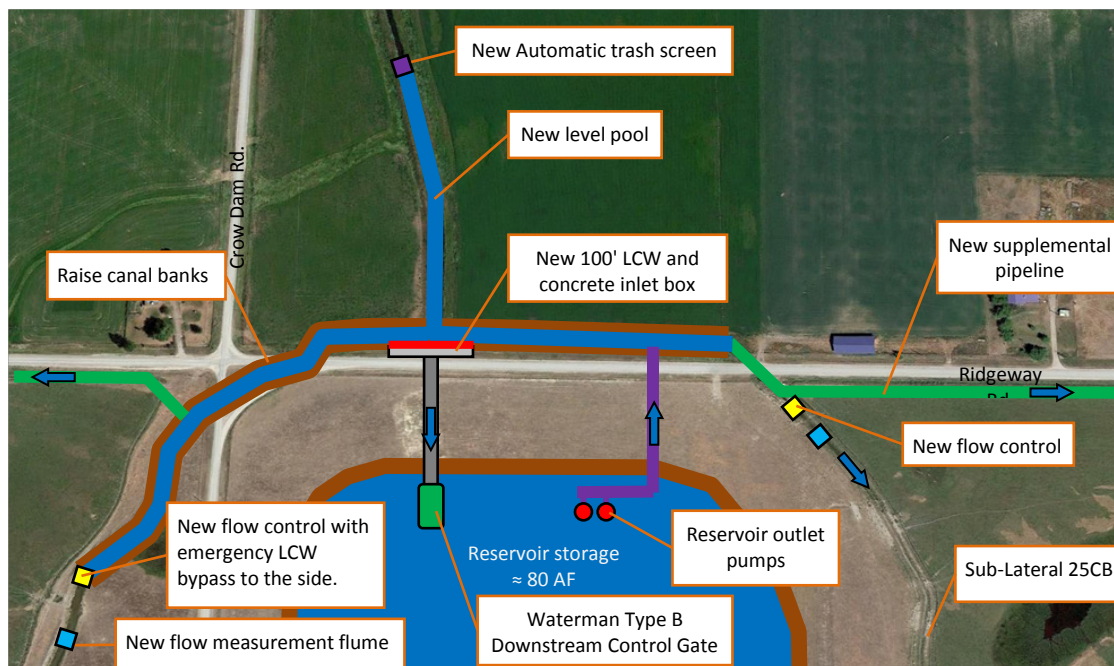 New Automatic trash screen
New level pool
Crow Dam Rd.
Raise canal banks
New 100' LCW and
concrete inlet box
New supplemental
pipeline
Ridgeway
Rd.
New flow control
New flow control with
emergency LCW
bypass to the side.
Reservoir storage
≈ 80 AF
Reservoir outlet
pumps
Sub-Lateral 25CB
New flow measurement flume
Waterman Type B
Downstream Control Gate